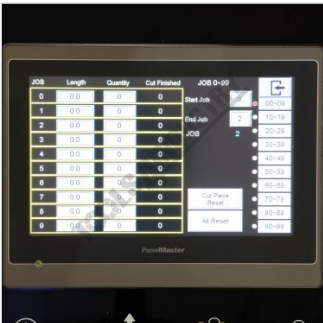 JOB Length Quantity Cut Finished JOB 0~99
0 0.0 0 0
1 0.0 0 0
2 0.0 0 0
3 0.0 0 0
4 0.0 0 0
5 0.0 0 0
6 0.0 0 0
7 0.0 0 0
8 0.0 0 0
9 0.0 0 0
Start Job
End Job 2
JOB 2
00~09
10~19
20~29
30~39
40~49
50~59
60~69
70~79
80~89
90~99
Cut Piece
Reset
All Reset
PanelMaster